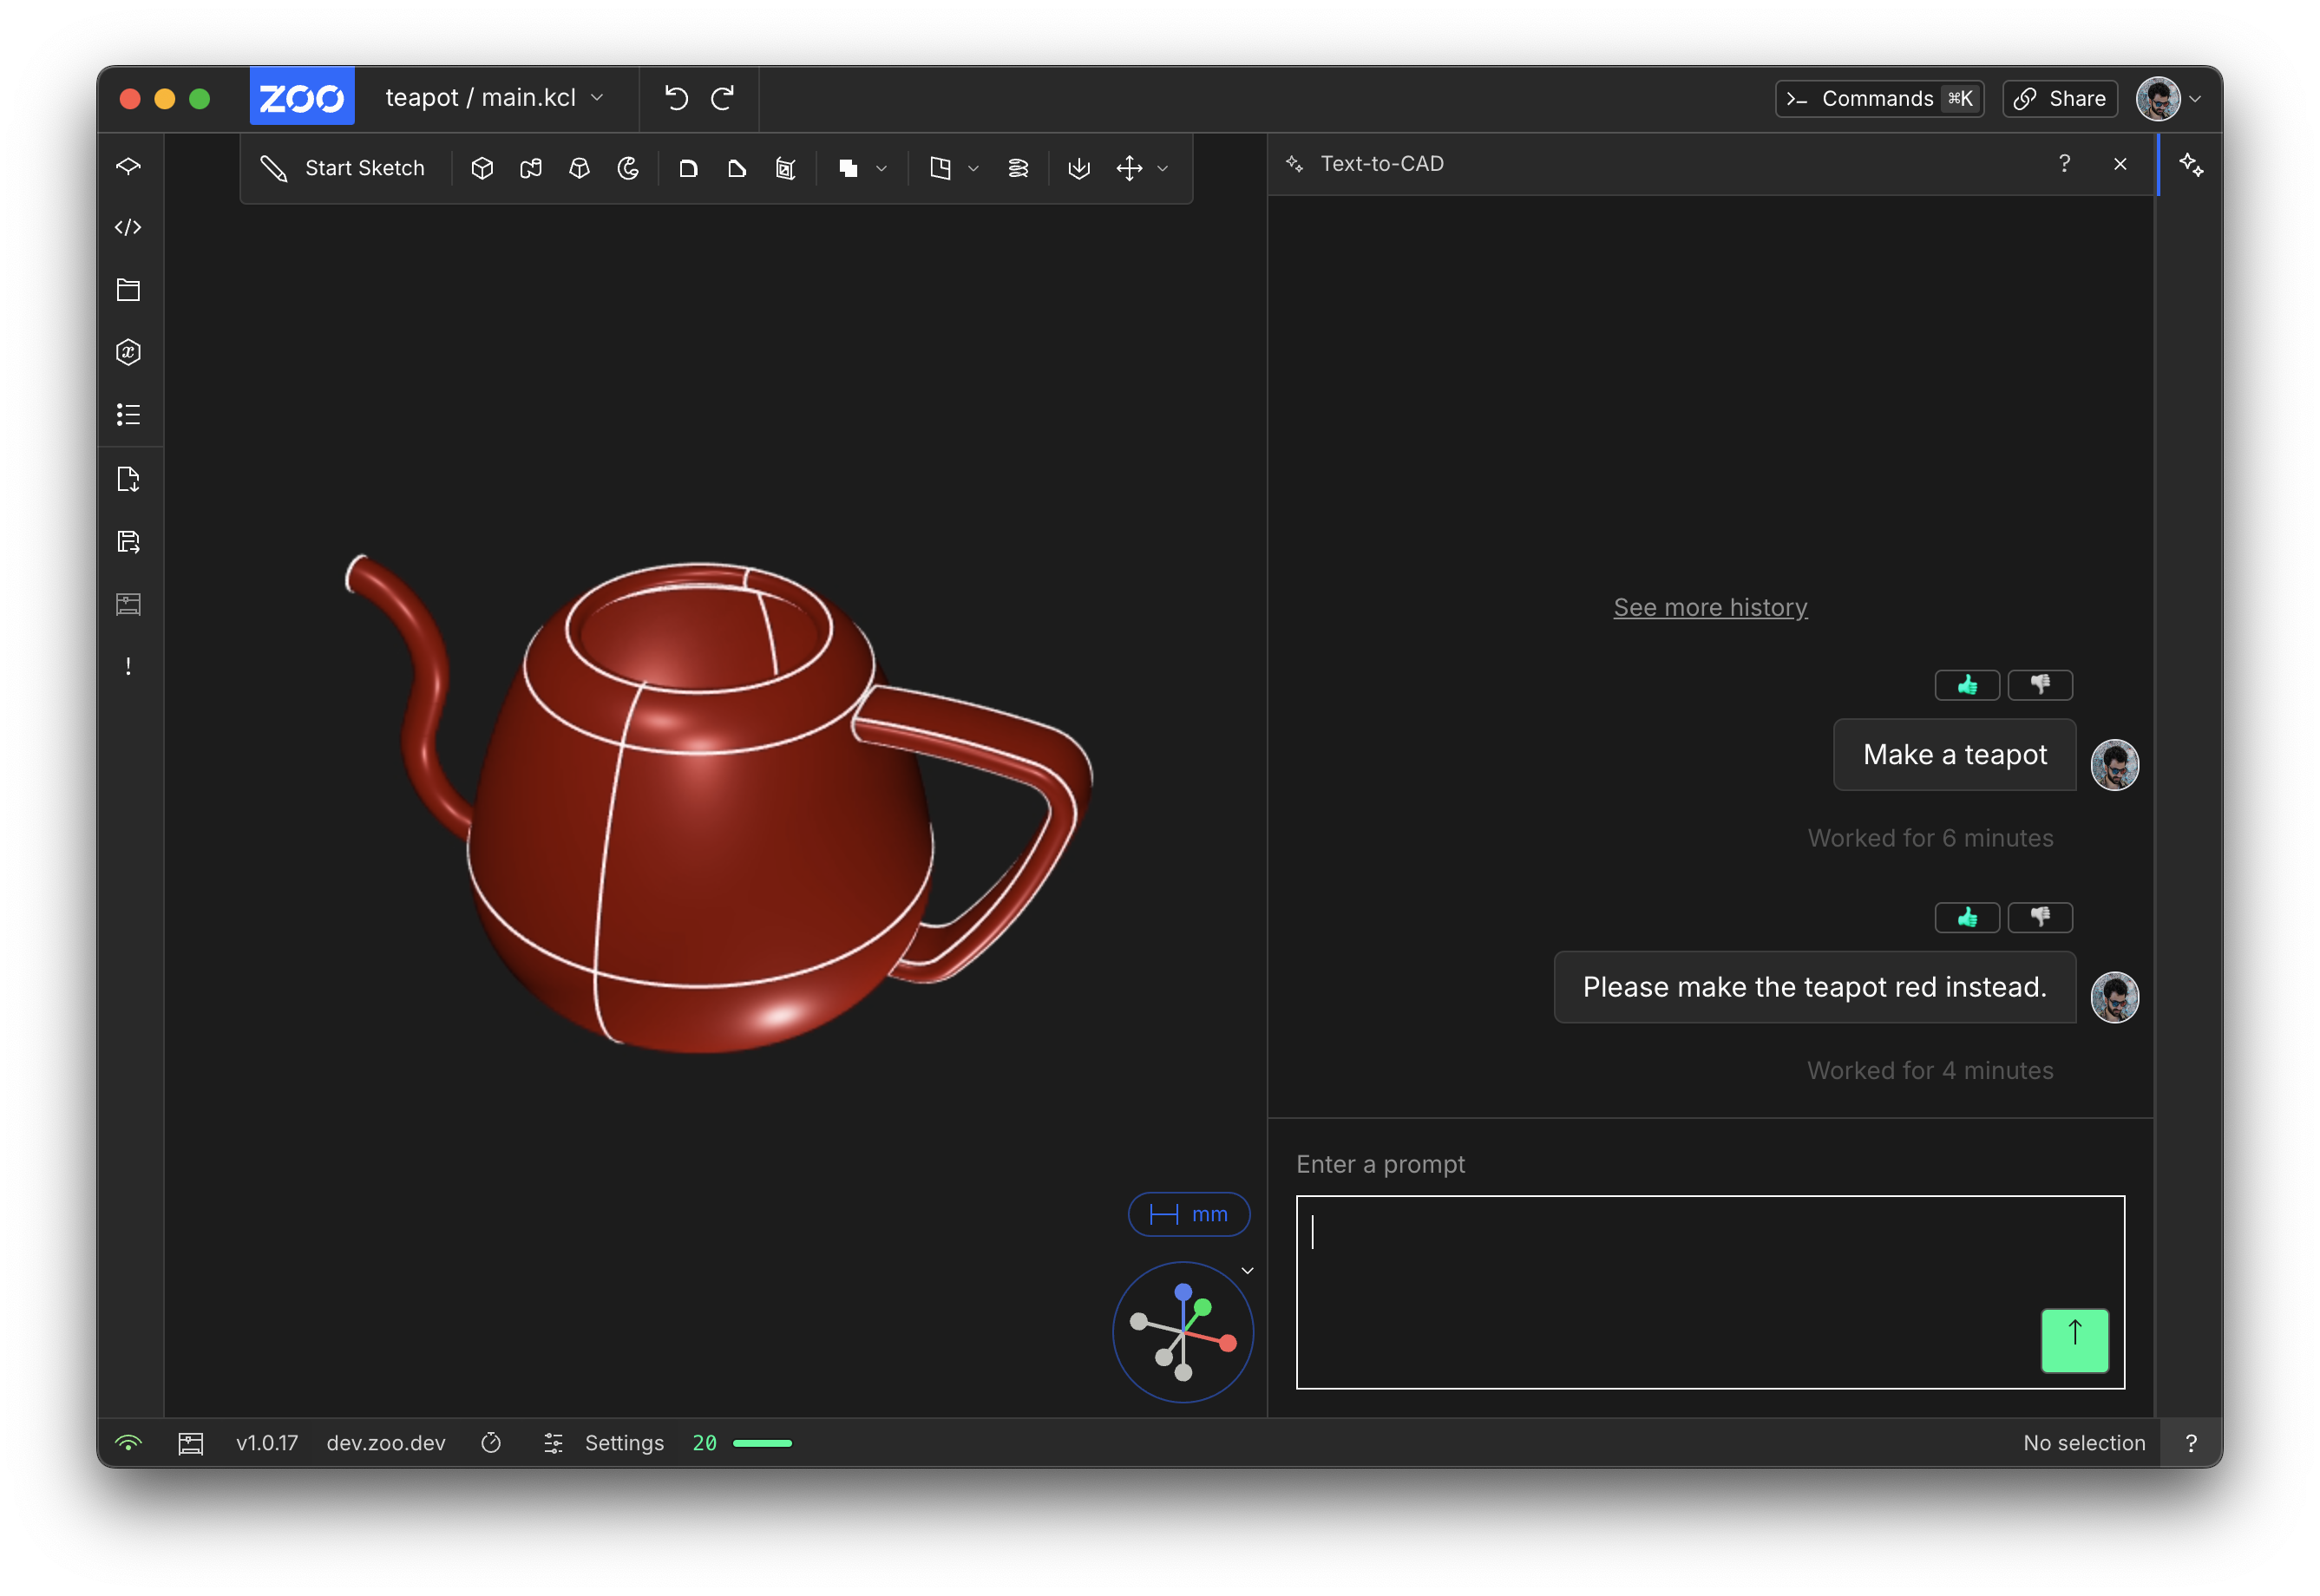 ZOO
teapot / main.kcl
Commands ⌘K
Share
Start Sketch
Text-to-CAD
?
See more history
Make a teapot
Worked for 6 minutes
Please make the teapot red instead.
Worked for 4 minutes
mm
Enter a prompt
v1.0.17
dev.zoo.dev
Settings
20
No selection
?